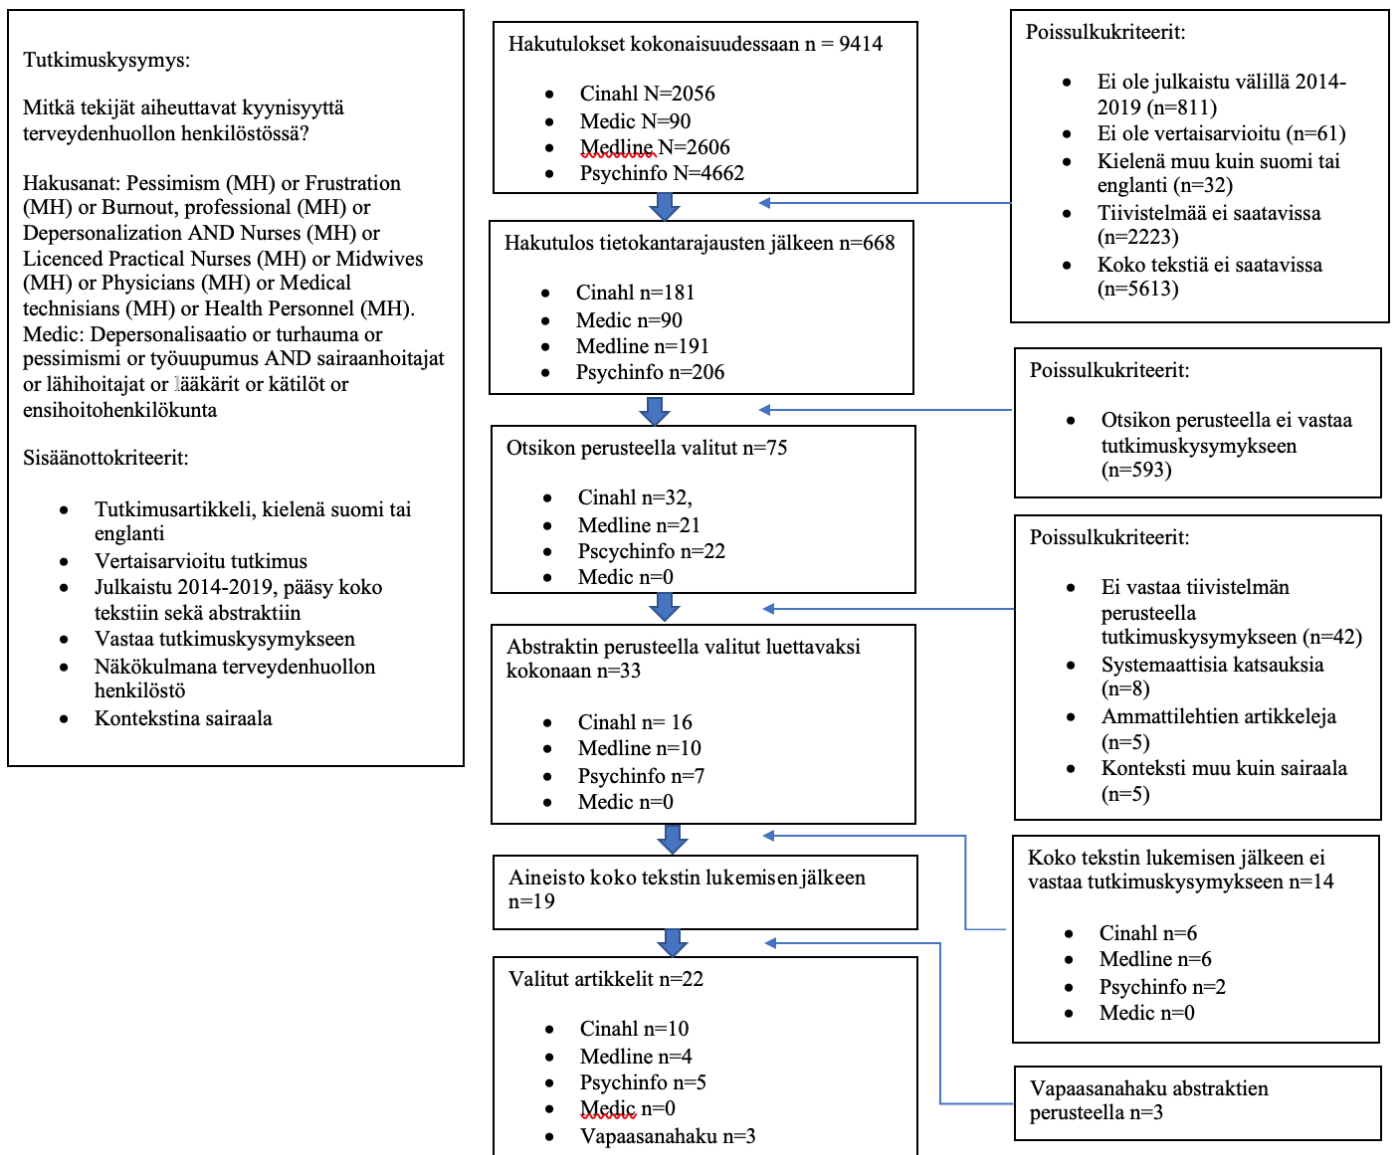 Tutkimuskysymys:
Mitkä tekijät aiheuttavat kyynisyyttä
terveydenhuollon henkilöstössä?
Hakusanat: Pessimism (MH) or Frustration
(MH) or Burnout, professional (MH) or
Depersonalization AND Nurses (MH) or
Licenced Practical Nurses (MH) or Midwives
(MH) or Physicians (MH) or Medical
technisians (MH) or Health Personnel (MH).
Medic: Depersonalisaatio or turhauma or
pessimismi or työuupumus AND sairaanhoitajat
or lähihoitajat or lääkärit or kätilöt or
ensihoitohenkilökunta
Sisäänottokriteerit:
• Tutkimusartikkeli, kielenä suomi tai
englanti
• Vertaisarvioitu tutkimus
• Julkaistu 2014-2019, pääsy koko
tekstiin sekä abstraktiin
• Vastaa tutkimuskysymykseen
• Näkökulmana terveydenhuollon
henkilöstö
• Kontekstina sairaala
Hakutulokset kokonaisuudessaan n = 9414
• Cinahl N=2056
• Medic N=90
• Medline N=2606
• Psychinfo N=4662
Poissulkukriteerit:
• Ei ole julkaistu välillä 2014-
2019 (n=811)
• Ei ole vertaisarvioitu (n=61)
• Kielenä muu kuin suomi tai
englanti (n=32)
• Tiivistelmää ei saatavissa
(n=2223)
• Koko tekstiä ei saatavissa
(n=5613)
Hakutulos tietokantarajausten jälkeen n=668
• Cinahl n=181
• Medic n=90
• Medline n=191
• Psychinfo n=206
Poissulkukriteerit:
• Otsikon perusteella ei vastaa
tutkimuskysymykseen
(n=593)
Otsikon perusteella valitut n=75
• Cinahl n=32,
• Medline n=21
• Pscychinfo n=22
• Medic n=0
Poissulkukriteerit:
• Ei vastaa tiivistelmän
perusteella
tutkimuskysymykseen (n=42)
• Systemaattisia katsauksia
(n=8)
• Ammattilehtien artikkeleja
(n=5)
• Konteksti muu kuin sairaala
(n=5)
Abstraktin perusteella valitut luettavaksi
kokonaan n=33
• Cinahl n= 16
• Medline n=10
• Psychinfo n=7
• Medic n=0
Koko tekstin lukemisen jälkeen ei
vastaa tutkimuskysymykseen n=14
• Cinahl n=6
• Medline n=6
• Psychinfo n=2
• Medic n=0
Aineisto koko tekstin lukemisen jälkeen
n=19
Vapaasanahaku abstraktien
perusteella n=3
Valitut artikkelit n=22
• Cinahl n=10
• Medline n=4
• Psychinfo n=5
• Medic n=0
• Vapaasanahaku n=3